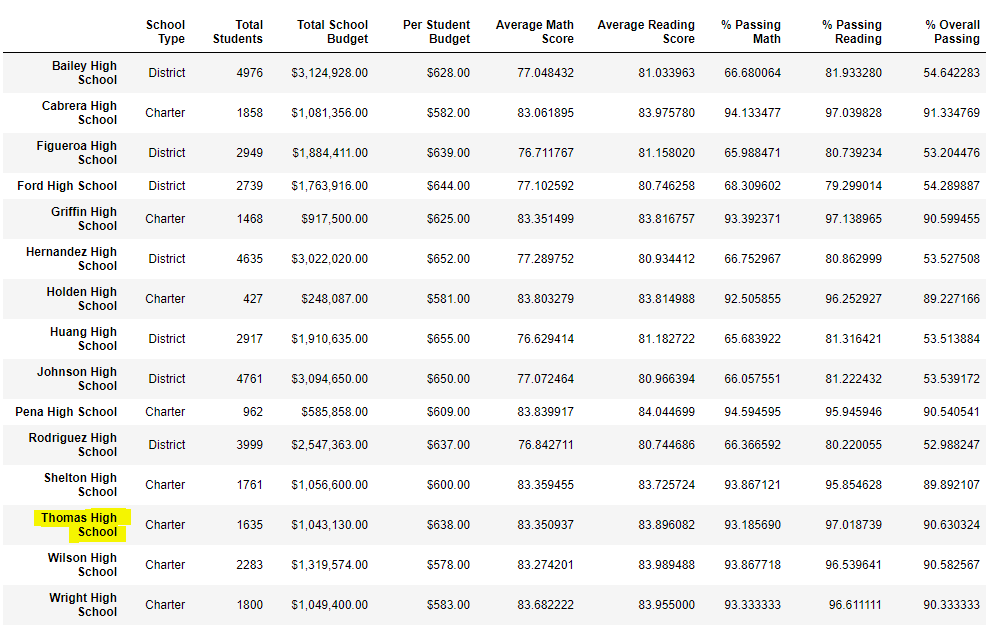 School Type Total Students Total School Budget Per Student Budget Average Math Score Average Reading Score % Passing Math % Passing Reading % Overall Passing
Bailey High School District 4976 $3,124,928.00 $628.00 77.048432 81.033963 66.680064 81.933280 54.642283
Cabrera High School Charter 1858 $1,081,356.00 $582.00 83.061895 83.975780 94.133477 97.039828 91.334769
Figueroa High School District 2949 $1,884,411.00 $639.00 76.711767 81.158020 65.988471 80.739234 53.204476
Ford High School District 2739 $1,763,916.00 $644.00 77.102592 80.746258 68.309602 79.299014 54.289887
Griffin High School Charter 1468 $917,500.00 $625.00 83.351499 83.816757 93.392371 97.138965 90.599455
Hernandez High School District 4635 $3,022,020.00 $652.00 77.289752 80.934412 66.752967 80.862999 53.527508
Holden High School Charter 427 $248,087.00 $581.00 83.803279 83.814988 92.505855 96.252927 89.227166
Huang High School District 2917 $1,910,635.00 $655.00 76.629414 81.182722 65.683922 81.316421 53.513884
Johnson High School District 4761 $3,094,650.00 $650.00 77.072464 80.966394 66.057551 81.222432 53.539172
Pena High School Charter 962 $585,858.00 $609.00 83.839917 84.044699 94.594595 95.945946 90.540541
Rodriguez High School District 3999 $2,547,363.00 $637.00 76.842711 80.744686 66.366592 80.220055 52.988247
Shelton High School Charter 1761 $1,056,600.00 $600.00 83.359455 83.725724 93.867121 95.854628 89.892107
Thomas High School Charter 1635 $1,043,130.00 $638.00 83.350937 83.896082 93.185690 97.018739 90.630324
Wilson High School Charter 2283 $1,319,574.00 $578.00 83.274201 83.989488 93.867718 96.539641 90.582567
Wright High School Charter 1800 $1,049,400.00 $583.00 83.682222 83.955000 93.333333 96.611111 90.333333